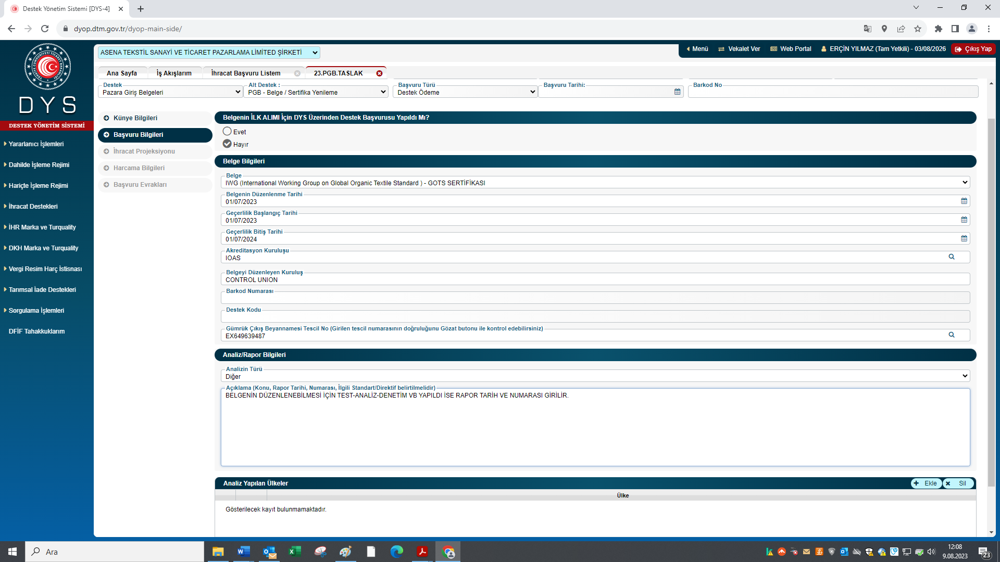 Destek Yönetim Sistemi [DYS-4]
dyop.dtm.gov.tr/dyop-main-side/
ASENA TEKSTİL SANAYİ VE TİCARET PAZARLAMA LİMİTED ŞİRKETİ
Menü Vekalet Ver Web Portal ERÇİN YILMAZ (Tam Yetkili) - 03/08/2026 Çıkış Yap
Ana Sayfa İş Akışlarım İhracat Başvuru Listem 23.PGB.TASLAK
Destek Alt Destek : Başvuru Türü Başvuru Tarihi: Barkod No
Pazara Giriş Belgeleri PGB - Belge / Sertifika Yenileme Destek Ödeme
DYS
DESTEK YÖNETİM SİSTEMİ
Yararlanıcı İşlemleri
Dahilde İşleme Rejimi
Hariçte İşleme Rejimi
İhracat Destekleri
İHR Marka ve Turquality
DKH Marka ve Turquality
Vergi Resim Harç İstisnası
Tarımsal İade Destekleri
Sorgulama İşlemleri
DFİF Tahakkuklarım
Künye Bilgileri
Başvuru Bilgileri
İhracat Projeksiyonu
Harcama Bilgileri
Başvuru Evrakları
Belgenin İLK ALIMI İçin DYS Üzerinden Destek Başvurusu Yapıldı Mı?
Evet
Hayır
Belge Bilgileri
Belge
IWG (International Working Group on Global Organic Textile Standard ) - GOTS SERTİFİKASI
Belgenin Düzenlenme Tarihi
01/07/2023
Geçerlilik Başlangıç Tarihi
01/07/2023
Geçerlilik Bitiş Tarihi
01/07/2024
Akreditasyon Kuruluşu
IOAS
Belgeyi Düzenleyen Kuruluş
CONTROL UNION
Barkod Numarası
Destek Kodu
Gümrük Çıkış Beyannamesi Tescil No (Girilen tescil numarasının doğruluğunu Gözat butonu ile kontrol edebilirsiniz)
EX649639487
Analiz/Rapor Bilgileri
Analizin Türü
Diğer
Açıklama (Konu, Rapor Tarihi, Numarası, İlgili Standart/Direktif belirtilmelidir)
BELGENİN DÜZENLENEBİLMESİ İÇİN TEST-ANALİZ-DENETİM VB YAPILDI İSE RAPOR TARİH VE NUMARASI GİRİLİR.
Analiz Yapılan Ülkeler Ekle Sil
Ülke
Gösterilecek kayıt bulunmamaktadır.
Ara
12:08
9.08.2023
23